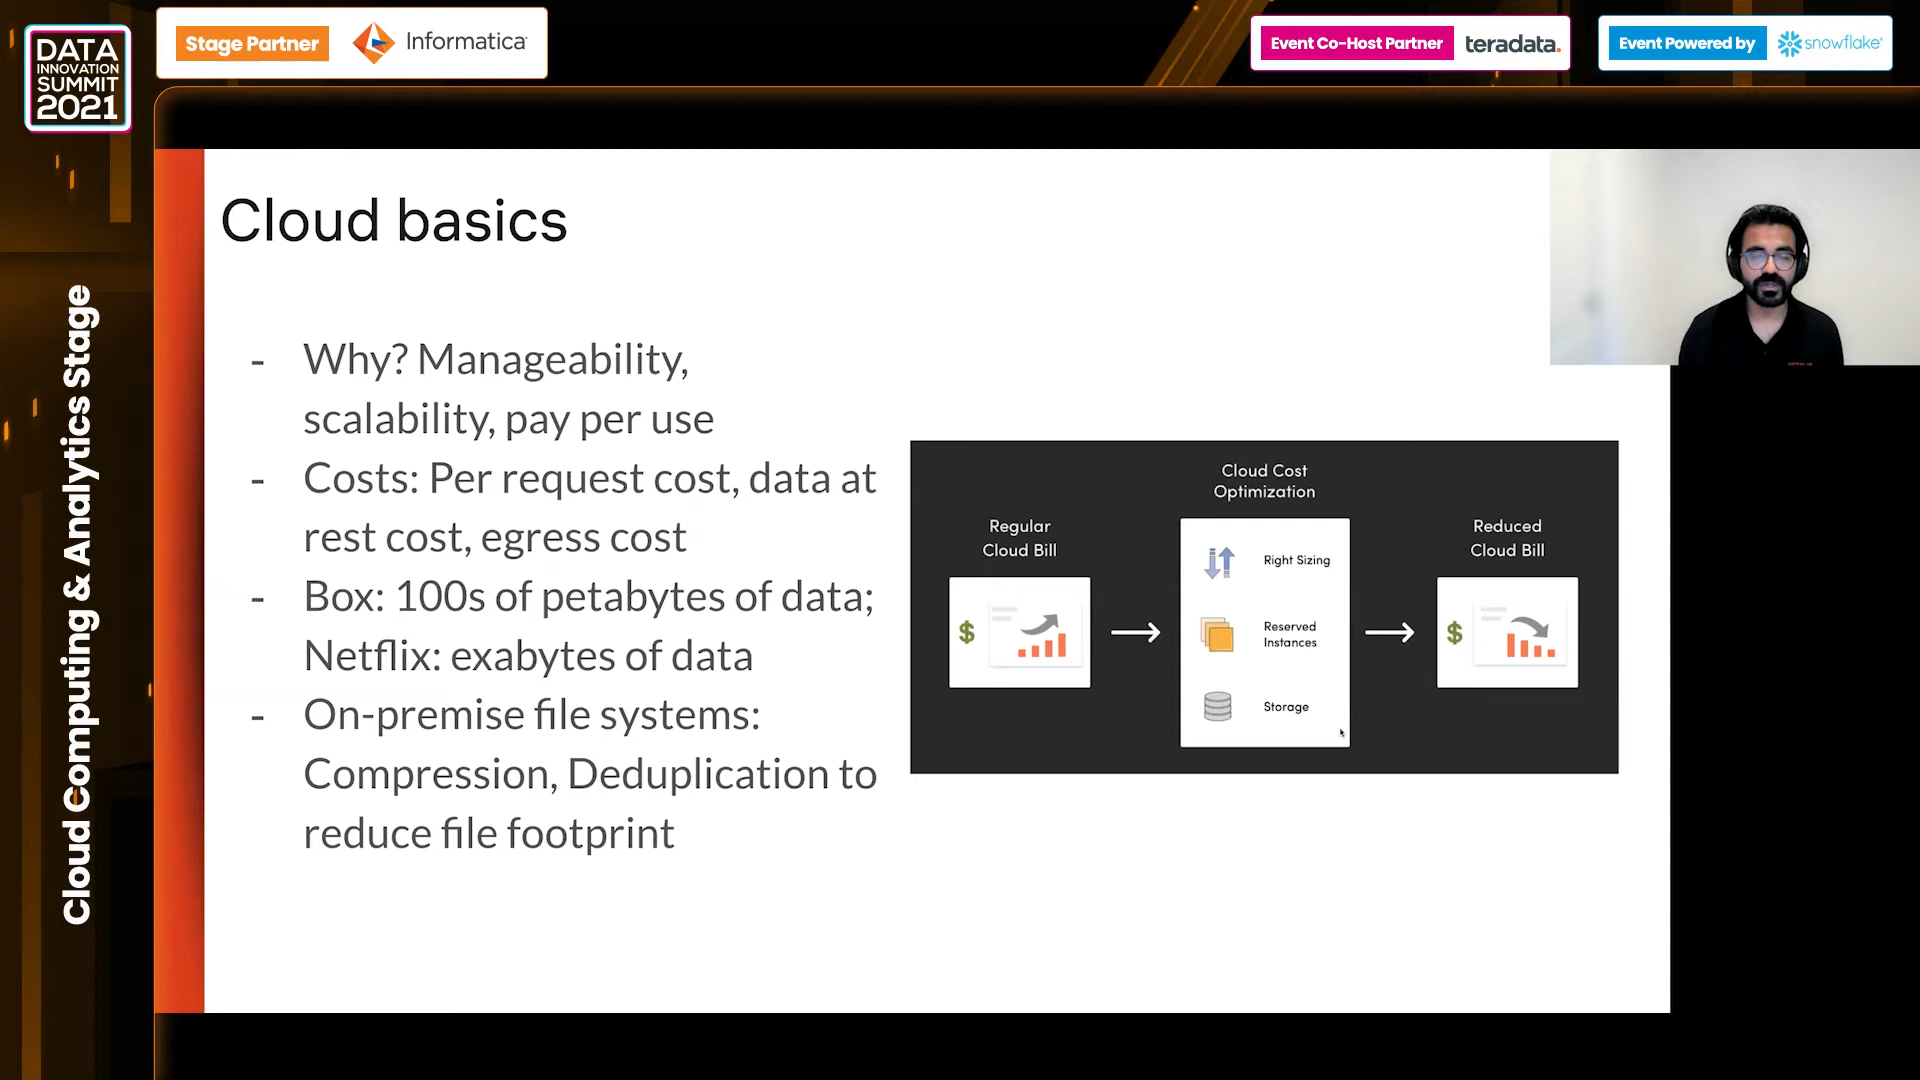 DATA
INNOVATION
SUMMIT
2021
Stage Partner
Informatica
Event Co-Host Partner
teradata.
Event Powered by
snowflake
Cloud Computing & Analytics Stage
Cloud basics
- Why? Manageability,
scalability, pay per use
- Costs: Per request cost, data at
rest cost, egress cost
- Box: 100s of petabytes of data;
Netflix: exabytes of data
- On-premise file systems:
Compression, Deduplication to
reduce file footprint
Regular
Cloud Bill
$
Cloud Cost
Optimization
Right Sizing
Reserved
Instances
Storage
Reduced
Cloud Bill
$